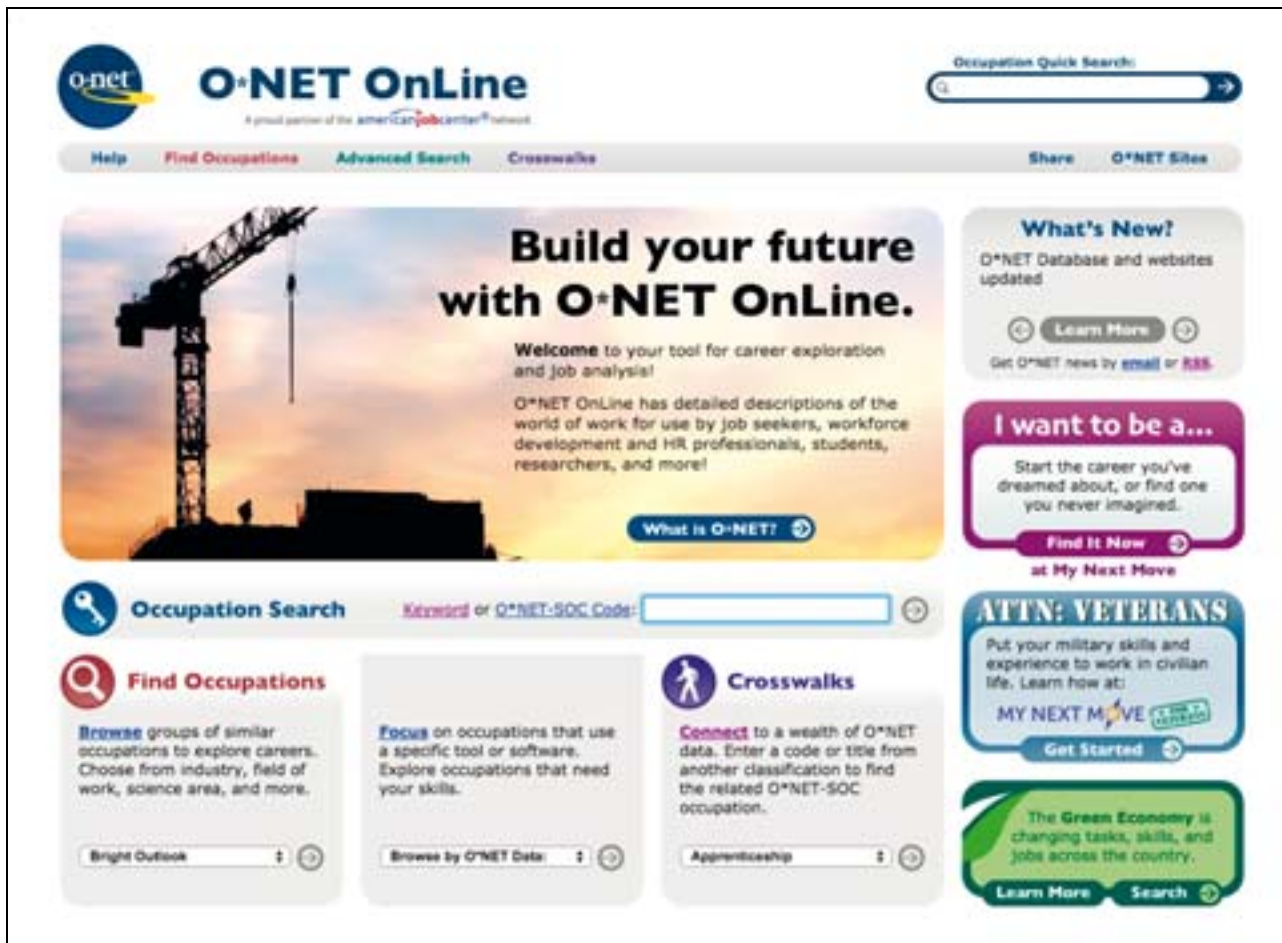 o·net
O*NET OnLine
A proud partner of the americanjobcenter® network
Occupation Quick Search:
Help Find Occupations Advanced Search Crosswalks Share O*NET Sites
Build your future
with O*NET OnLine.
Welcome to your tool for career exploration
and job analysis!
O*NET OnLine has detailed descriptions of the
world of work for use by job seekers, workforce
development and HR professionals, students,
researchers, and more!
What is O*NET?
What's New?
O*NET Database and websites
updated
Learn More
Get O*NET news by email or RSS.
I want to be a...
Start the career you've
dreamed about, or find one
you never imagined.
Find It Now
at My Next Move
Occupation Search Keyword or O*NET-SOC Code:
ATTN: VETERANS
Put your military skills and
experience to work in civilian
life. Learn how at:
MY NEXT MOVE
Get Started
Find Occupations
Browse groups of similar
occupations to explore careers.
Choose from industry, field of
work, science area, and more.
Bright Outlook
Focus on occupations that use
a specific tool or software.
Explore occupations that need
your skills.
Browse by O*NET Data:
Crosswalks
Connect to a wealth of O*NET
data. Enter a code or title from
another classification to find
the related O*NET-SOC
occupation.
Apprenticeship
The Green Economy is
changing tasks, skills, and
jobs across the country.
Learn More Search